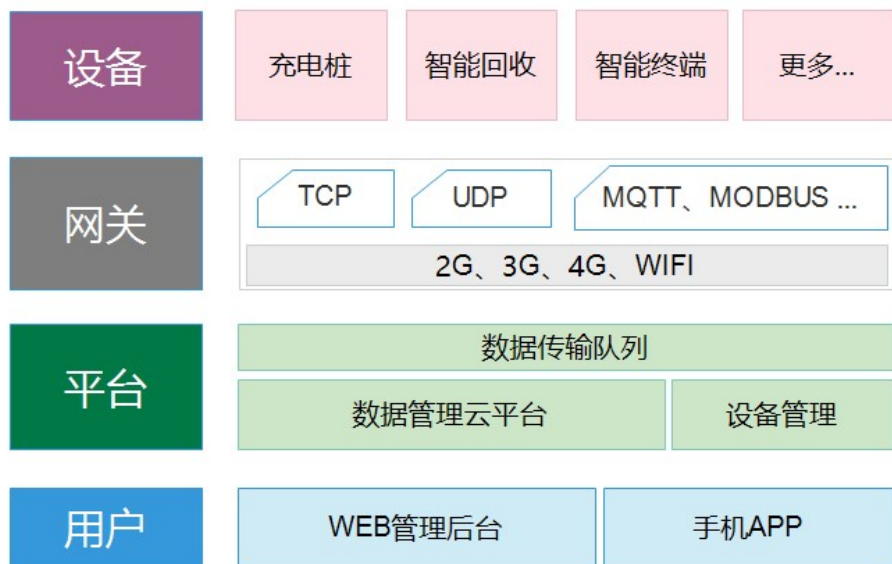 设备
充电桩
智能回收
智能终端
更多...
网关
TCP
UDP
MQTT、MODBUS ...
2G、3G、4G、WIFI
平台
数据传输队列
数据管理云平台
设备管理
用户
WEB管理后台
手机APP